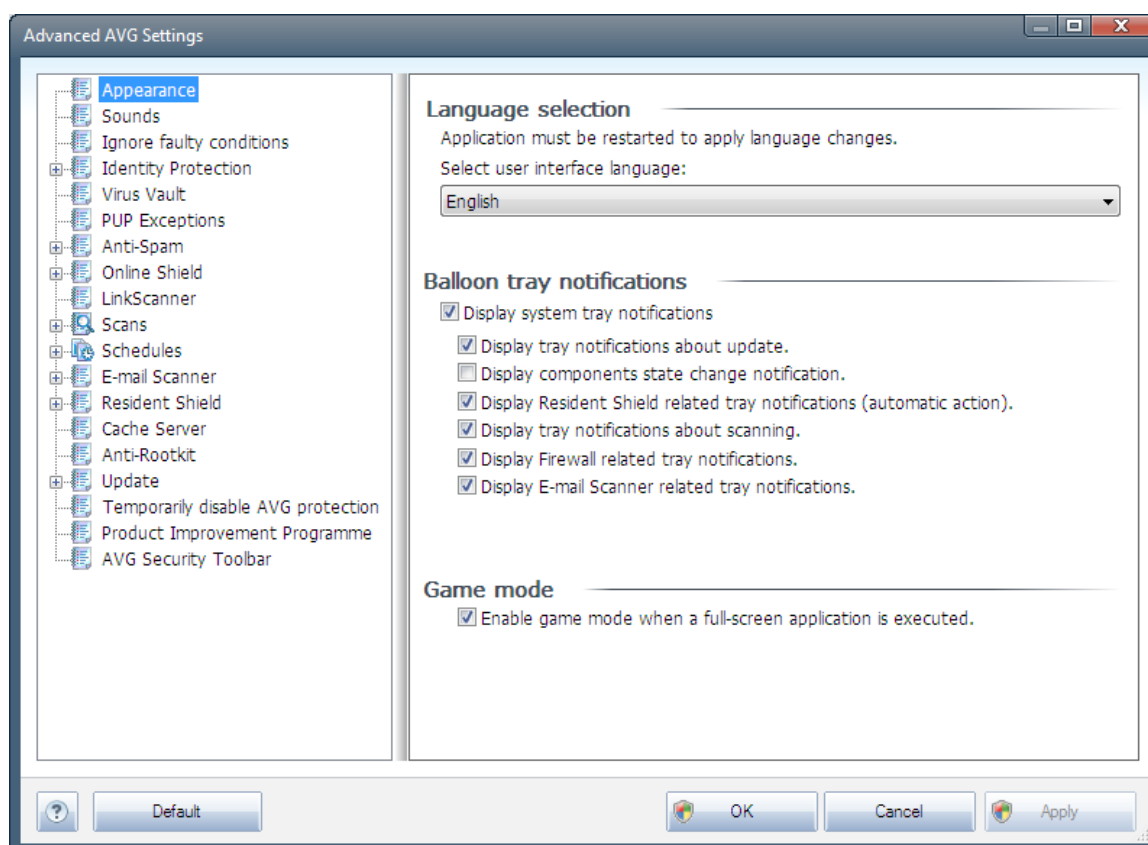 Advanced AVG Settings
Appearance
Sounds
Ignore faulty conditions
Identity Protection
Virus Vault
PUP Exceptions
Anti-Spam
Online Shield
LinkScanner
Scans
Schedules
E-mail Scanner
Resident Shield
Cache Server
Anti-Rootkit
Update
Temporarily disable AVG protection
Product Improvement Programme
AVG Security Toolbar
Language selection
Application must be restarted to apply language changes.
Select user interface language:
English
Balloon tray notifications
Display system tray notifications
Display tray notifications about update.
Display components state change notification.
Display Resident Shield related tray notifications (automatic action).
Display tray notifications about scanning.
Display Firewall related tray notifications.
Display E-mail Scanner related tray notifications.
Game mode
Enable game mode when a full-screen application is executed.
? Default OK Cancel Apply